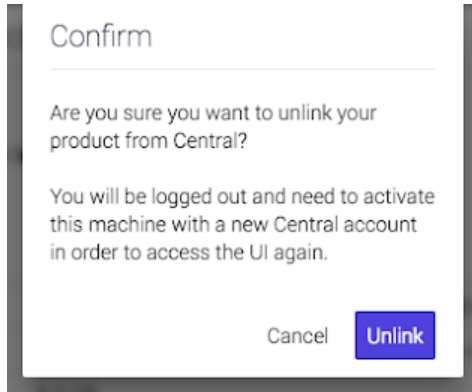 Confirm
Are you sure you want to unlink your
product from Central?
You will be logged out and need to activate
this machine with a new Central account
in order to access the UI again.
Cancel
Unlink